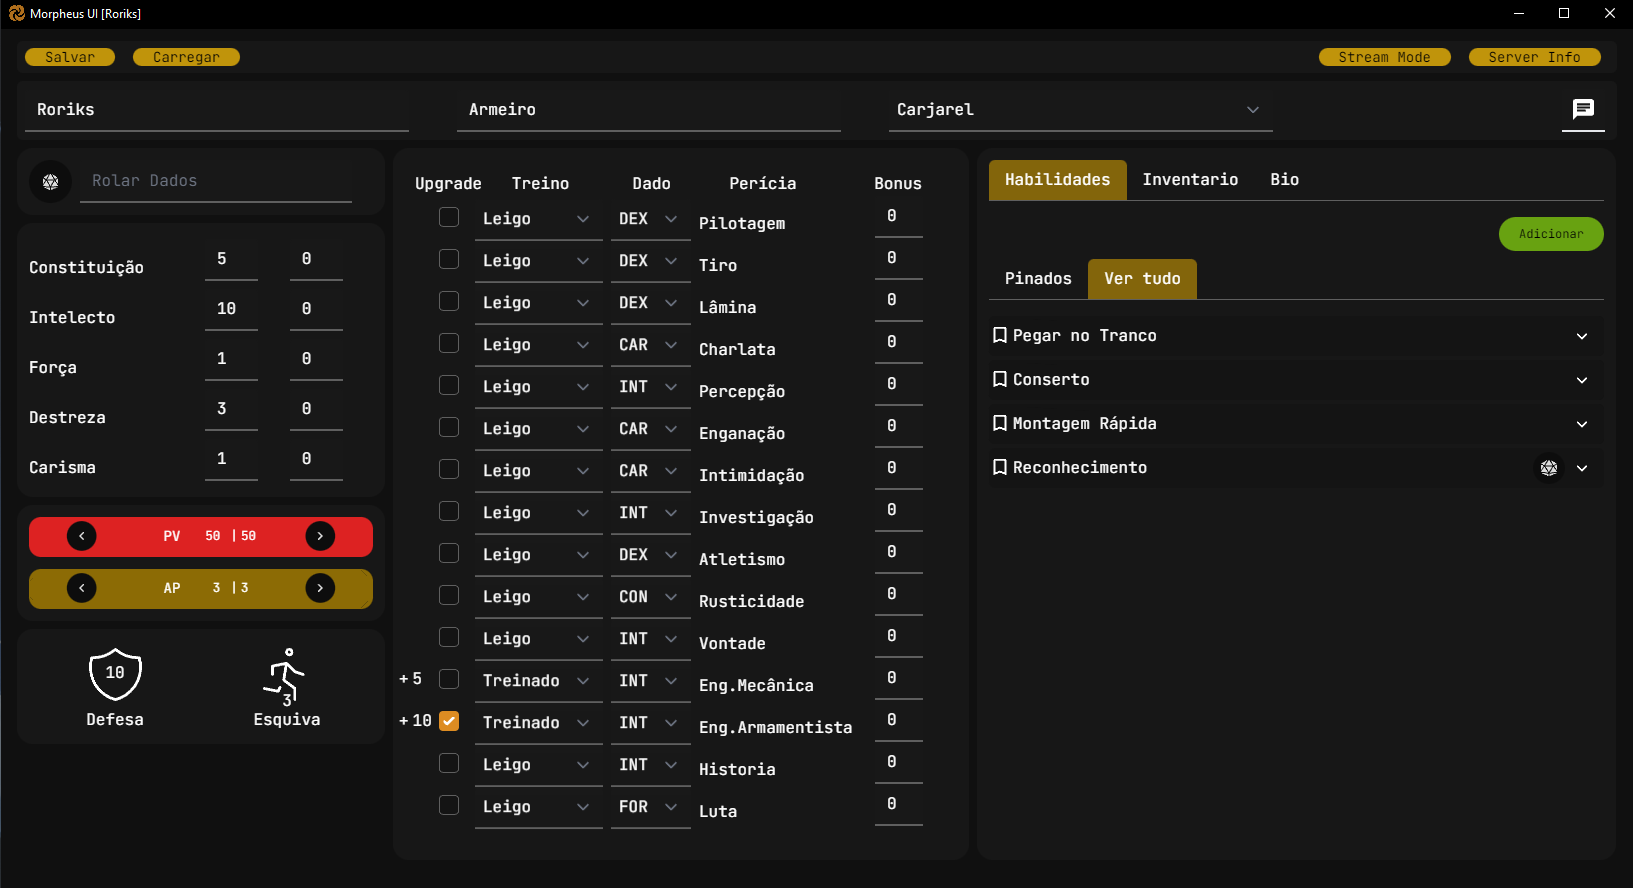 Morpheus UI [Roriks]
Salvar Carregar Stream Mode Server Info
Roriks Armeiro Carjarel
Rolar Dados
Constituição 5 0
Intelecto 10 0
Força 1 0
Destreza 3 0
Carisma 1 0
PV 50 | 50
AP 3 | 3
10 3
Defesa Esquiva
Upgrade Treino Dado Perícia Bonus
Leigo DEX Pilotagem 0
Leigo DEX Tiro 0
Leigo DEX Lâmina 0
Leigo CAR Charlata 0
Leigo INT Percepção 0
Leigo CAR Enganação 0
Leigo CAR Intimidação 0
Leigo INT Investigação 0
Leigo DEX Atletismo 0
Leigo CON Rusticidade 0
Leigo INT Vontade 0
+5 Treinado INT Eng.Mecânica 0
+10 Treinado INT Eng.Armamentista 0
Leigo INT Historia 0
Leigo FOR Luta 0
Habilidades Inventario Bio
Adicionar
Pinados Ver tudo
Pegar no Tranco
Conserto
Montagem Rápida
Reconhecimento